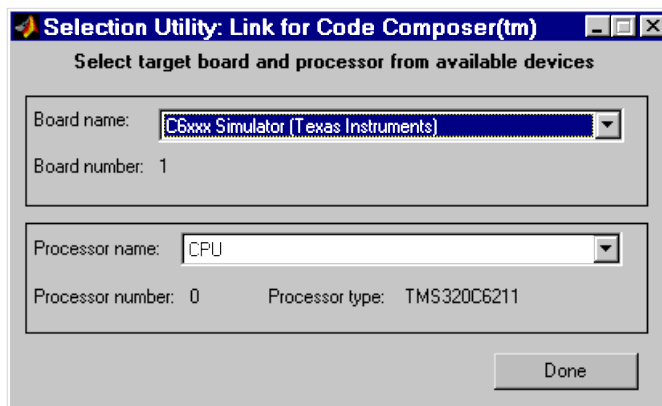 Selection Utility: Link for Code Composer(tm)
Select target board and processor from available devices
Board name: C6xxx Simulator (Texas Instruments)
Board number: 1
Processor name: CPU
Processor number: 0 Processor type: TMS320C6211
Done